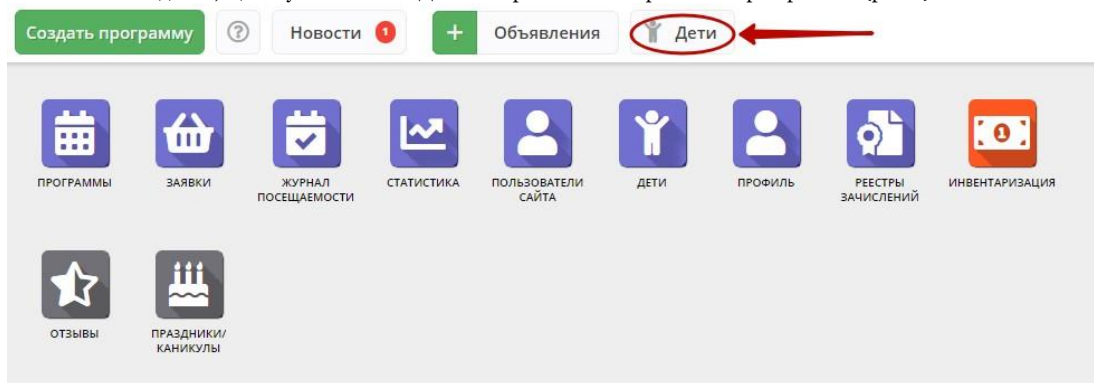 Создать программу ? Новости 1 + Объявления Дети
ПРОГРАММЫ ЗАЯВКИ ЖУРНАЛ ПОСЕЩАЕМОСТИ СТАТИСТИКА ПОЛЬЗОВАТЕЛИ САЙТА ДЕТИ ПРОФИЛЬ РЕЕСТРЫ ЗАЧИСЛЕНИЙ 1 ИНВЕНТАРИЗАЦИЯ
ОТЗЫВЫ ПРАЗДНИКИ/ КАНИКУЛЫ